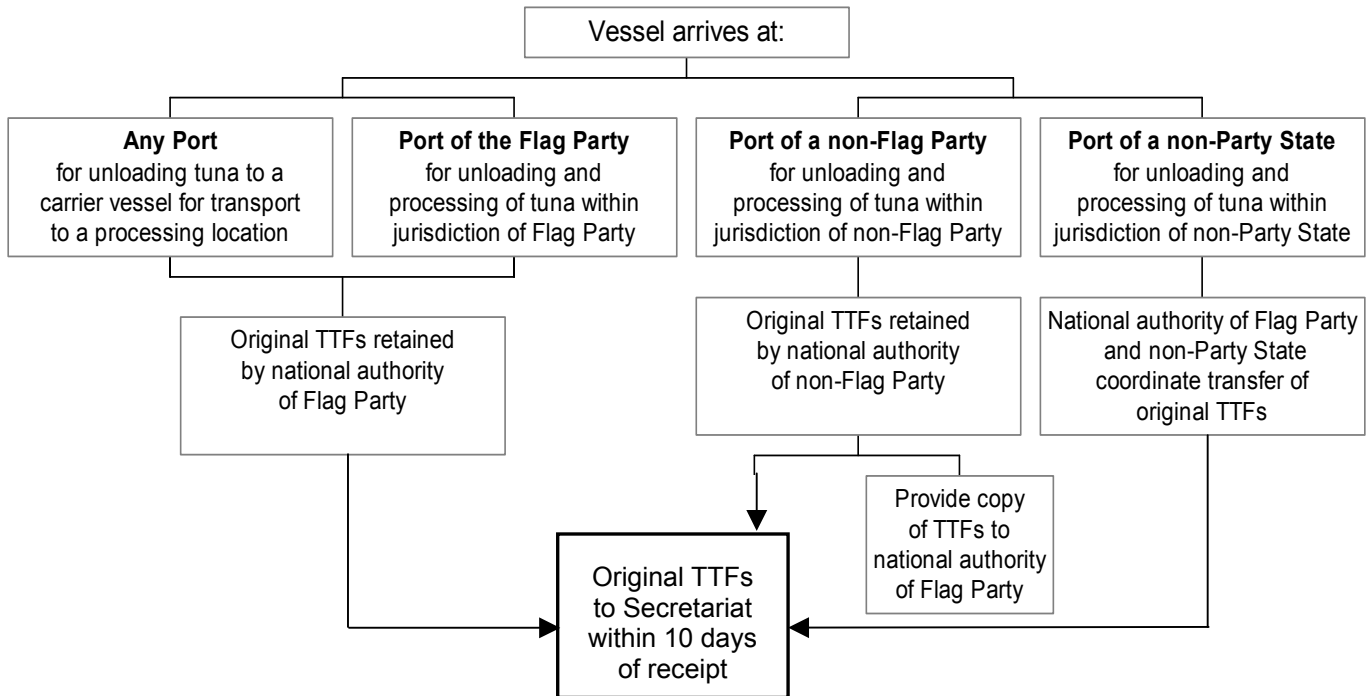 Vessel arrives at:
Any Port
for unloading tuna to a
carrier vessel for transport
to a processing location
Port of the Flag Party
for unloading and
processing of tuna within
jurisdiction of Flag Party
Port of a non-Flag Party
for unloading and
processing of tuna within
jurisdiction of non-Flag Party
Port of a non-Party State
for unloading and
processing of tuna within
jurisdiction of non-Party State
Original TTFs retained
by national authority
of Flag Party
Original TTFs retained
by national authority
of non-Flag Party
National authority of Flag Party
and non-Party State
coordinate transfer of
original TTFs
Provide copy
of TTFs to
national authority
of Flag Party
Original TTFs
to Secretariat
within 10 days
of receipt